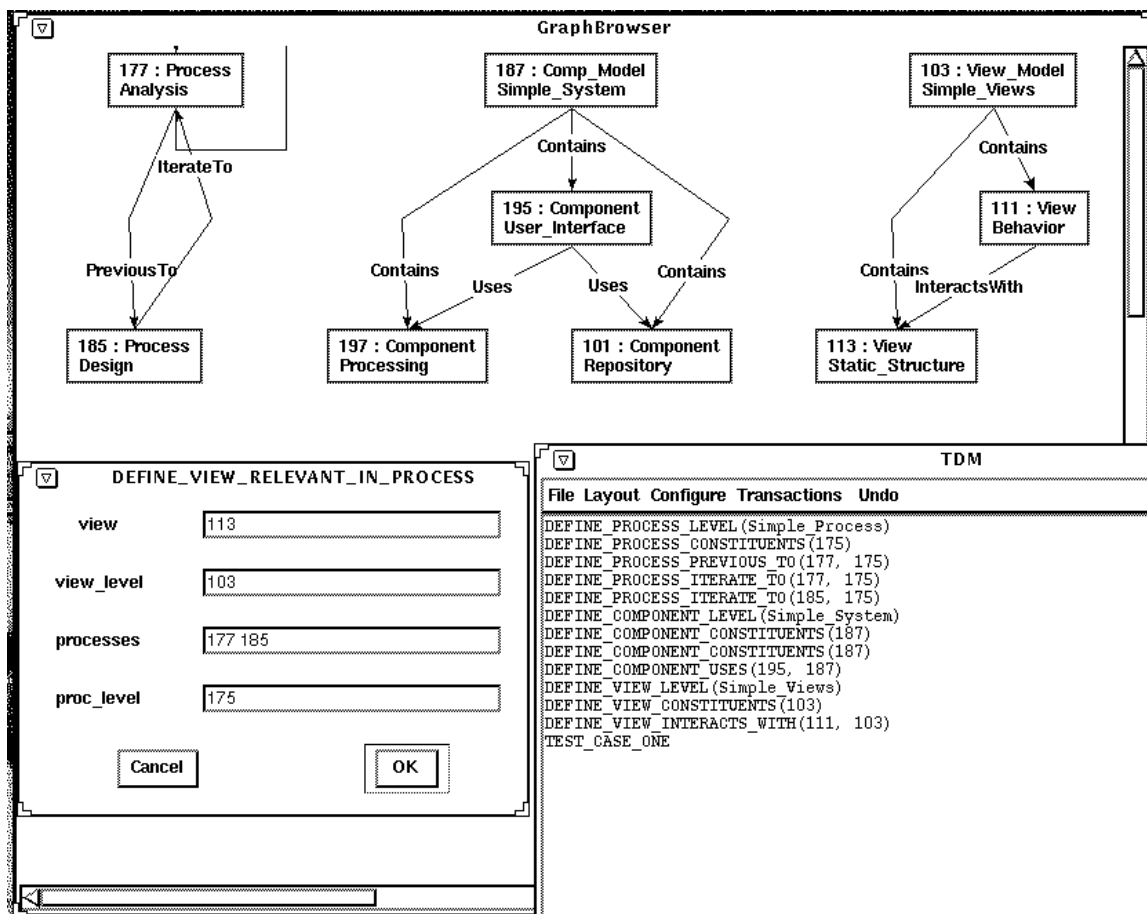 GraphBrowser
177 : Process
Analysis
187 : Comp_Model
Simple_System
103 : View_Model
Simple_Views
Contains
Contains
IterateTo
195 : Component
User_Interface
111 : View
Behavior
PreviousTo
Contains
Uses
Uses
Contains
Contains
InteractsWith
185 : Process
Design
197 : Component
Processing
101 : Component
Repository
113 : View
Static_Structure
DEFINE_VIEW_RELEVANT_IN_PROCESS
view
113
view_level
103
processes
177 185
proc_level
175
Cancel
OK
TDM
File Layout Configure Transactions Undo
DEFINE_PROCESS_LEVEL(Simple_Process)
DEFINE_PROCESS_CONSTITUENTS(175)
DEFINE_PROCESS_PREVIOUS_TO(177, 175)
DEFINE_PROCESS_ITERATE_TO(177, 175)
DEFINE_PROCESS_ITERATE_TO(185, 175)
DEFINE_COMPONENT_LEVEL(Simple_System)
DEFINE_COMPONENT_CONSTITUENTS(187)
DEFINE_COMPONENT_CONSTITUENTS(187)
DEFINE_COMPONENT_USES(195, 187)
DEFINE_VIEW_LEVEL(Simple_Views)
DEFINE_VIEW_CONSTITUENTS(103)
DEFINE_VIEW_INTERACTS_WITH(111, 103)
TEST_CASE_ONE